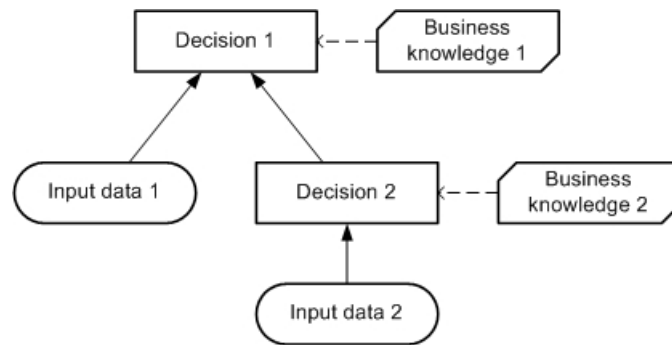 Decision 1
Business
knowledge 1
Input data 1
Decision 2
Business
knowledge 2
Input data 2